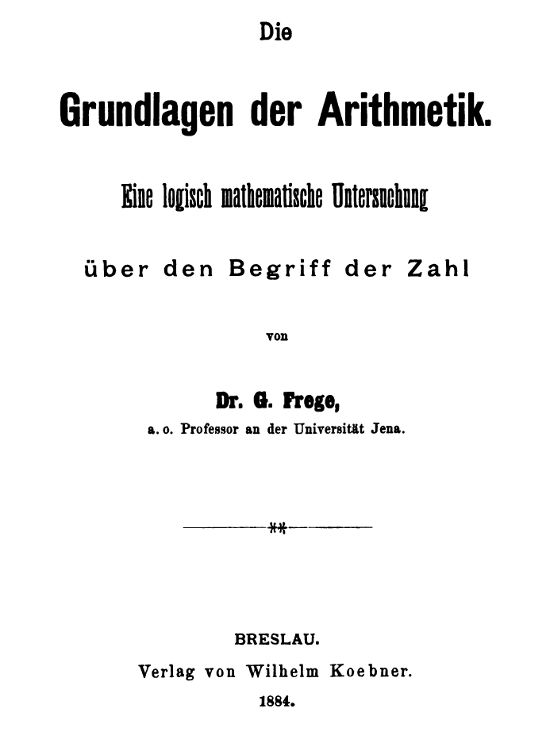 Die
Grundlagen der Arithmetik.
Eine logisch mathematische Untersuchung
über den Begriff der Zahl
von
Dr. G. Frege,
a. o. Professor an der Universität Jena.
BRESLAU.
Verlag von Wilhelm Koebner.
1884.